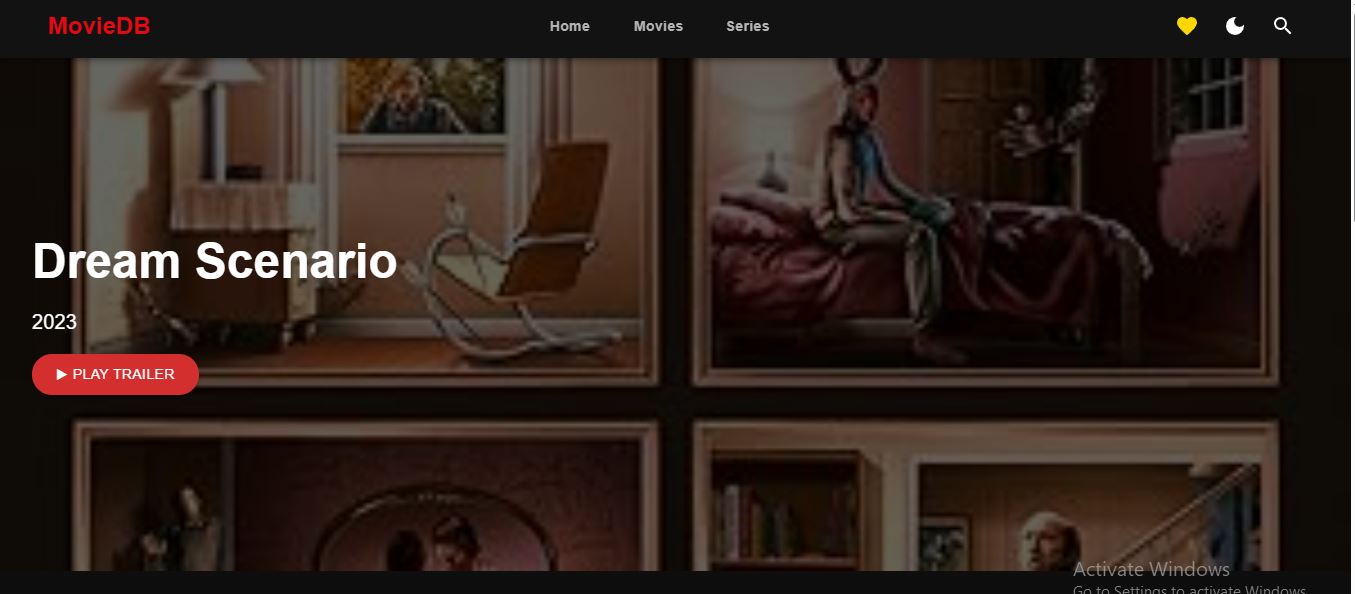 MovieDB
Home
Movies
Series
Dream Scenario
2023
PLAY TRAILER
Activate Windows
Go to Settings to activate Windows.